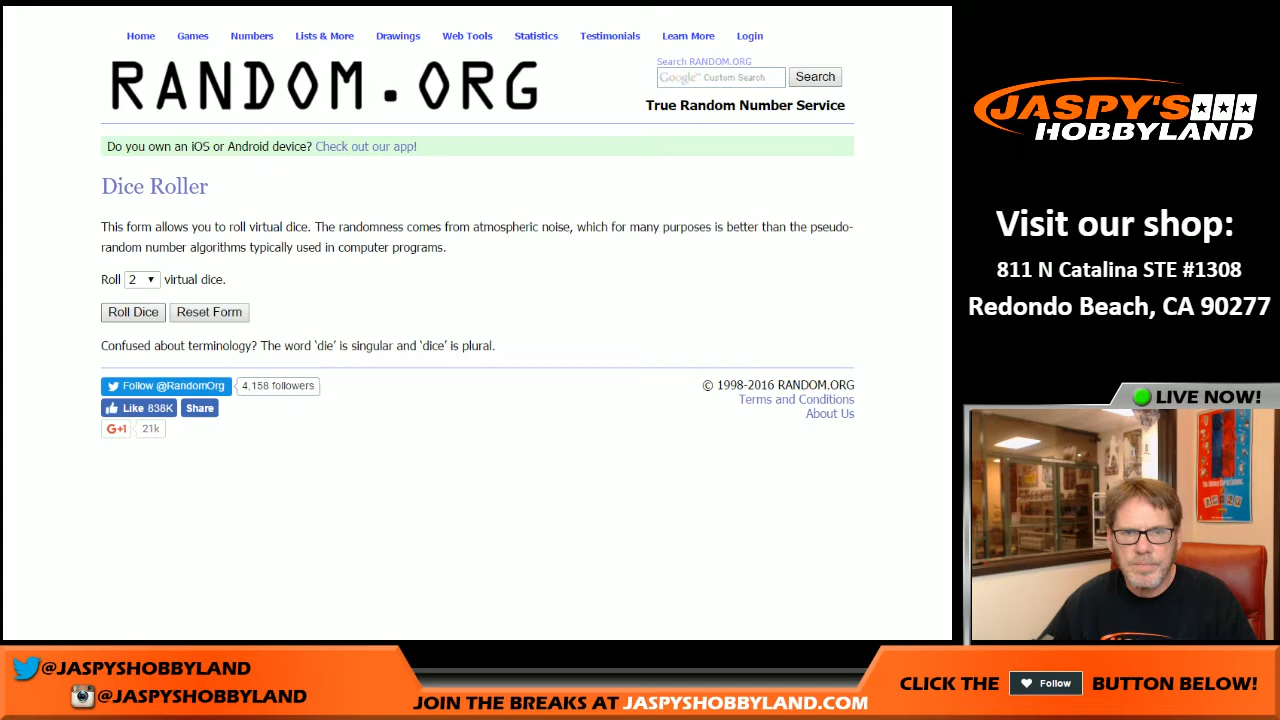 Home Games Numbers Lists & More Drawings Web Tools Statistics Testimonials Learn More Login
RANDOM.ORG
Search RANDOM.ORG
Google™ Custom Search Search
True Random Number Service
Do you own an iOS or Android device? Check out our app!
Dice Roller
This form allows you to roll virtual dice. The randomness comes from atmospheric noise, which for many purposes is better than the pseudo-
random number algorithms typically used in computer programs.
Roll 2 virtual dice.
Roll Dice Reset Form
Confused about terminology? The word ‘die’ is singular and ‘dice’ is plural.
Follow @RandomOrg 4,158 followers
Like 838K Share
G+1 21k
© 1998-2016 RANDOM.ORG
Terms and Conditions
About Us
JASPY'S
HOBBYLAND
Visit our shop:
811 N Catalina STE #1308
Redondo Beach, CA 90277
LIVE NOW!
@JASPYSHOBBYLAND
@JASPYSHOBBYLAND
JOIN THE BREAKS AT JASPYSHOBBYLAND.COM
CLICK THE Follow BUTTON BELOW!